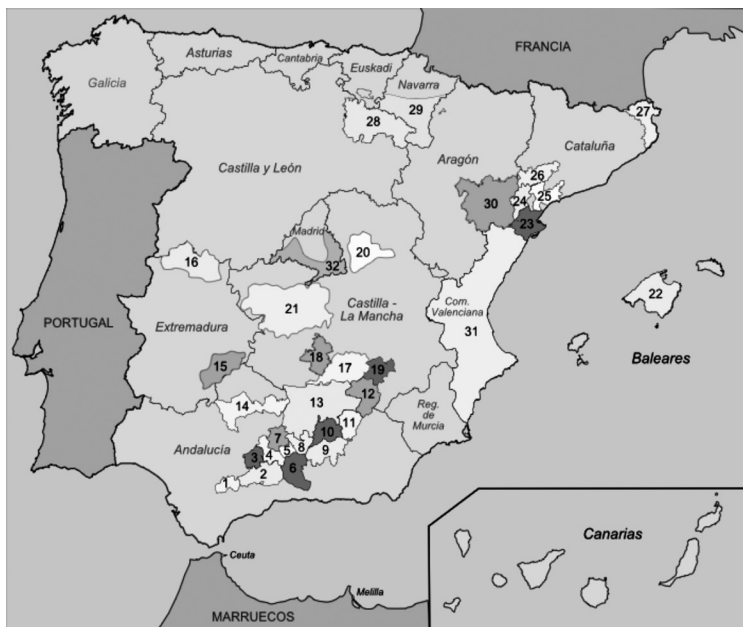 FRANCIA
Asturias
Cantabria
Euskadi
Navarra
Galicia
27
28
29
Aragón
Cataluña
Castilla y León
26
30
24
25
23
Madrid
20
16
32
22
21
Castilla -
La Mancha
Com.
Valenciana
PORTUGAL
Extremadura
31
Baleares
18
15
17
19
12
13
14
Reg.
de
Murcia
11
10
7
Andalucía
3
4
5
8
9
6
2
1
Canarias
Ceuta
Melilla
MARRUECOS